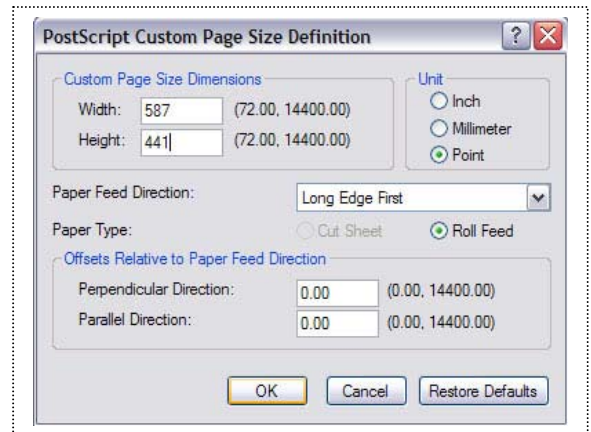 PostScript Custom Page Size Definition
Custom Page Size Dimensions
Width: 587 (72.00, 14400.00)
Height: 441 (72.00, 14400.00)
Unit
Inch
Millimeter
Point
Paper Feed Direction: Long Edge First
Paper Type: Cut Sheet Roll Feed
Offsets Relative to Paper Feed Direction
Perpendicular Direction: 0.00 (0.00, 14400.00)
Parallel Direction: 0.00 (0.00, 14400.00)
OK Cancel Restore Defaults